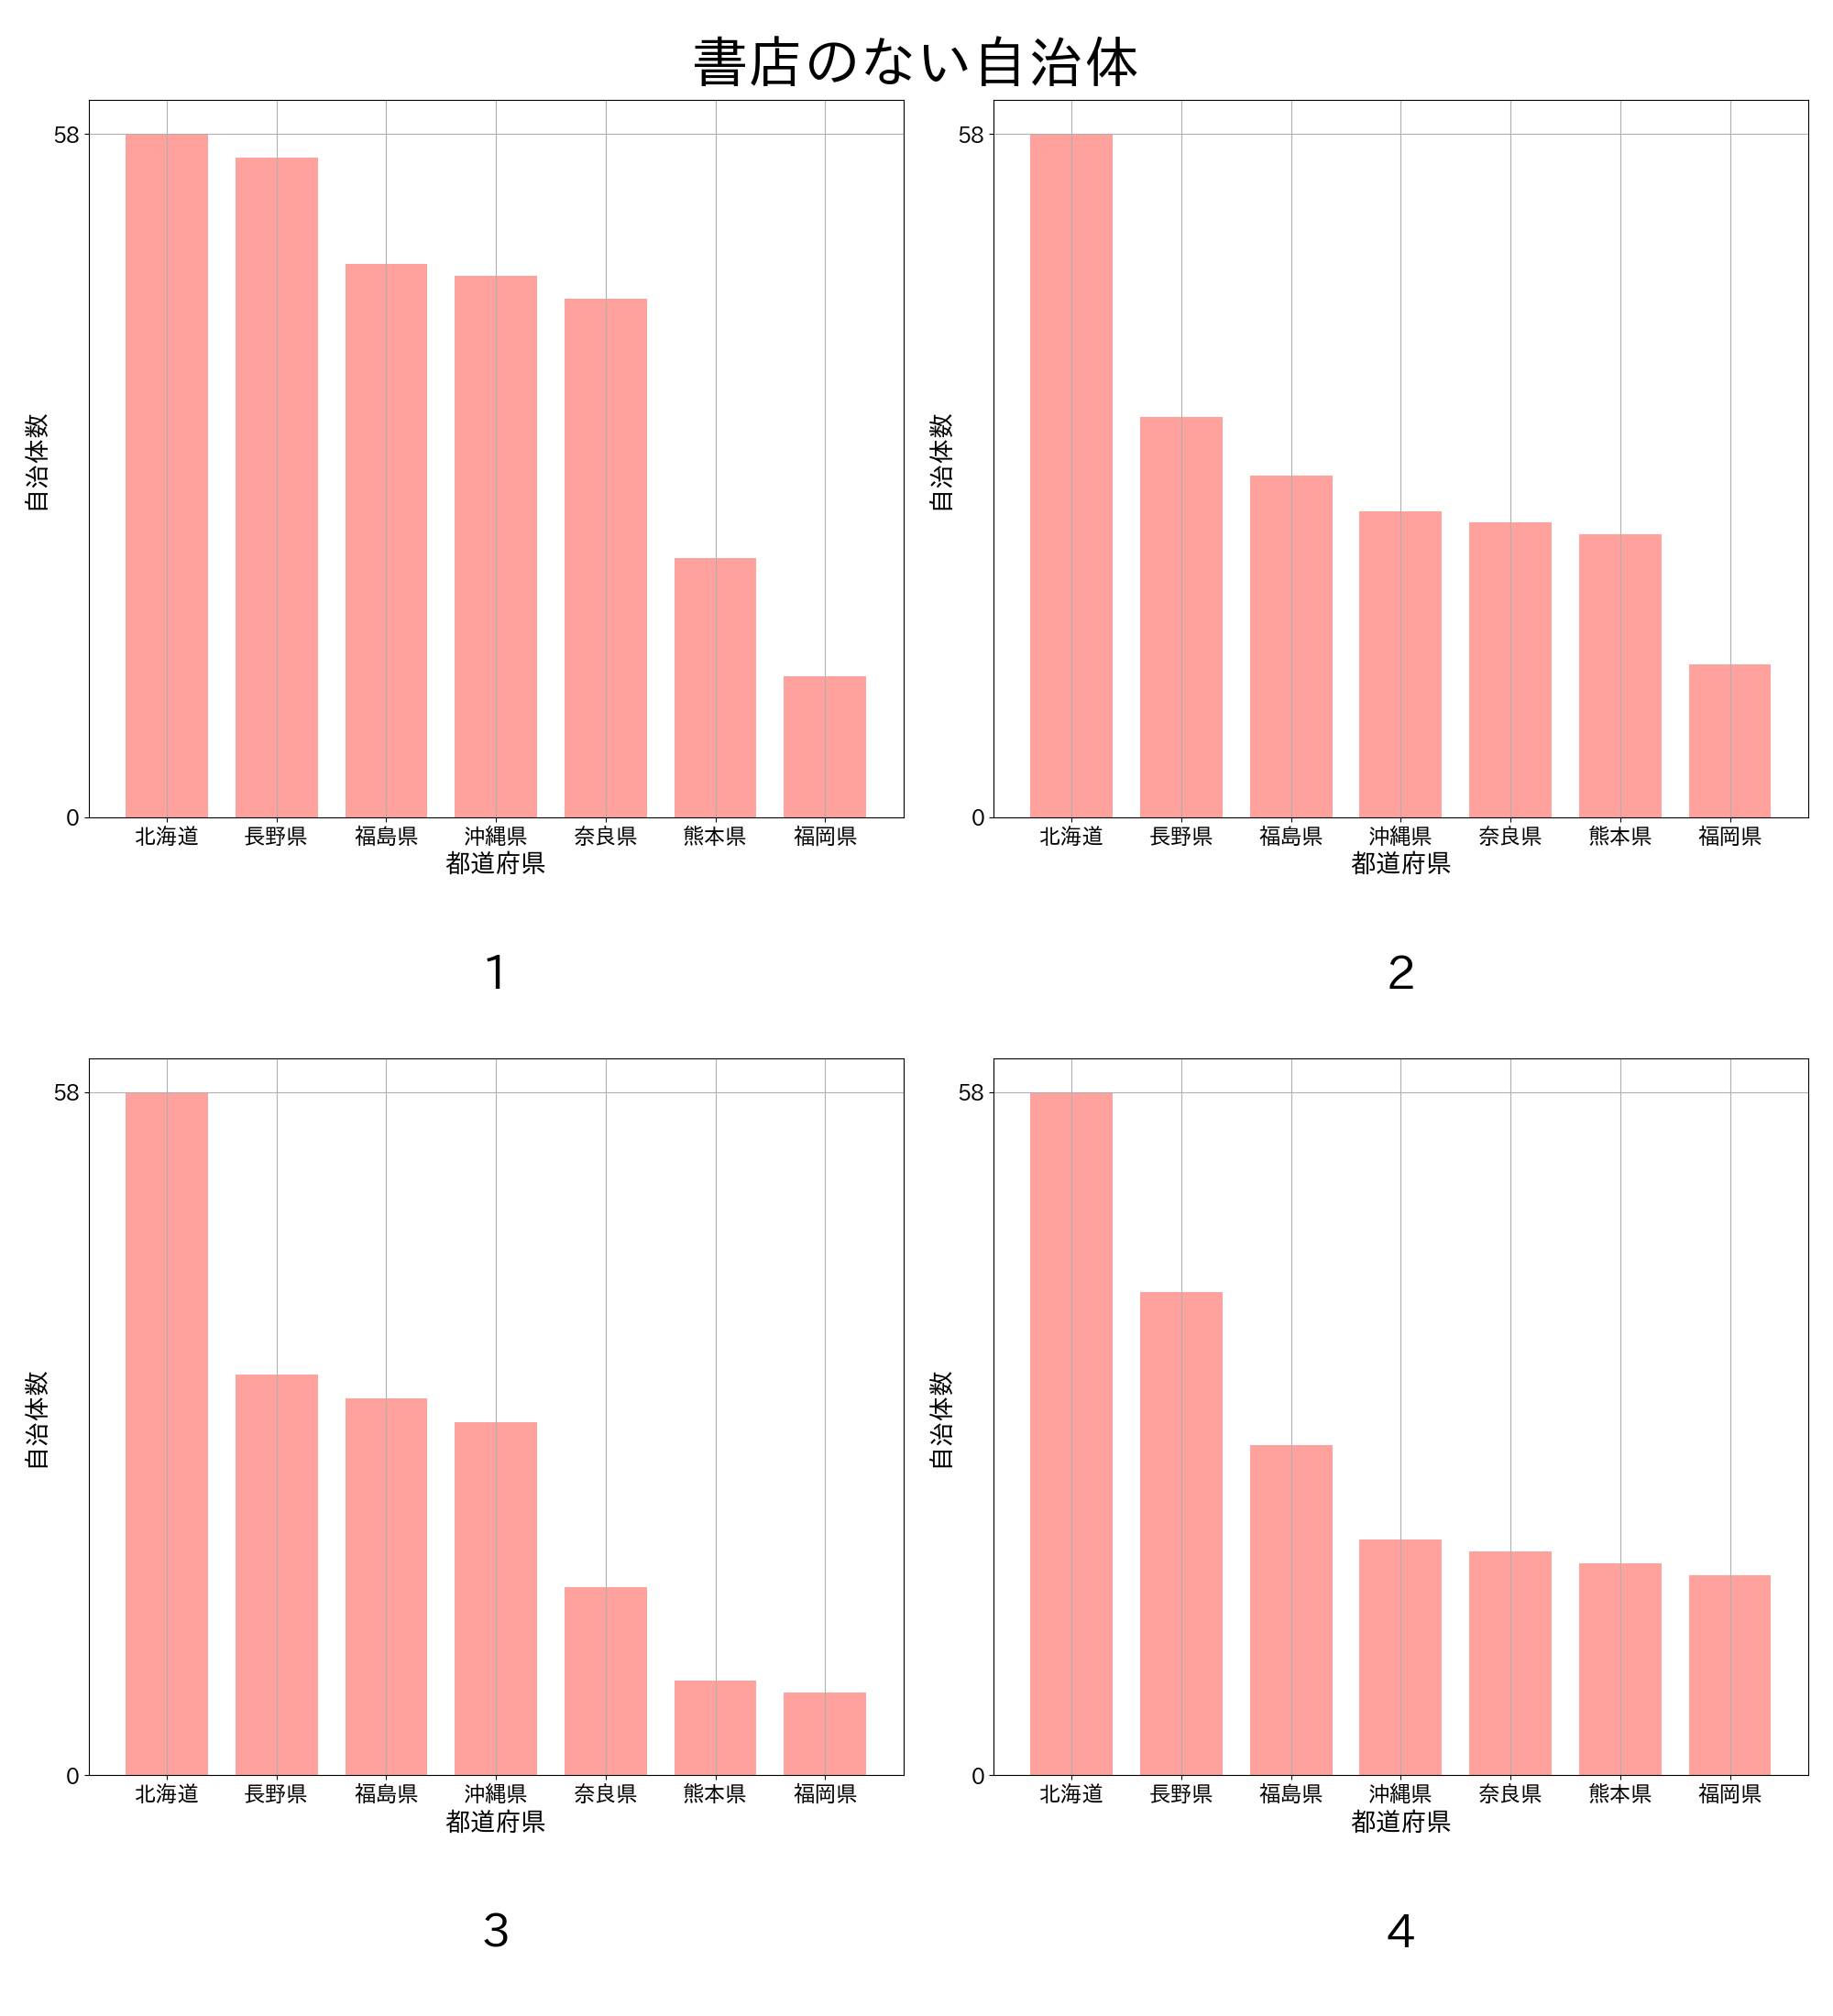 書店のない自治体
58
0
自治体数
北海道 長野県 福島県 沖縄県 奈良県 熊本県 福岡県
都道府県
1
58
0
自治体数
北海道 長野県 福島県 沖縄県 奈良県 熊本県 福岡県
都道府県
2
58
0
自治体数
北海道 長野県 福島県 沖縄県 奈良県 熊本県 福岡県
都道府県
3
58
0
自治体数
北海道 長野県 福島県 沖縄県 奈良県 熊本県 福岡県
都道府県
4